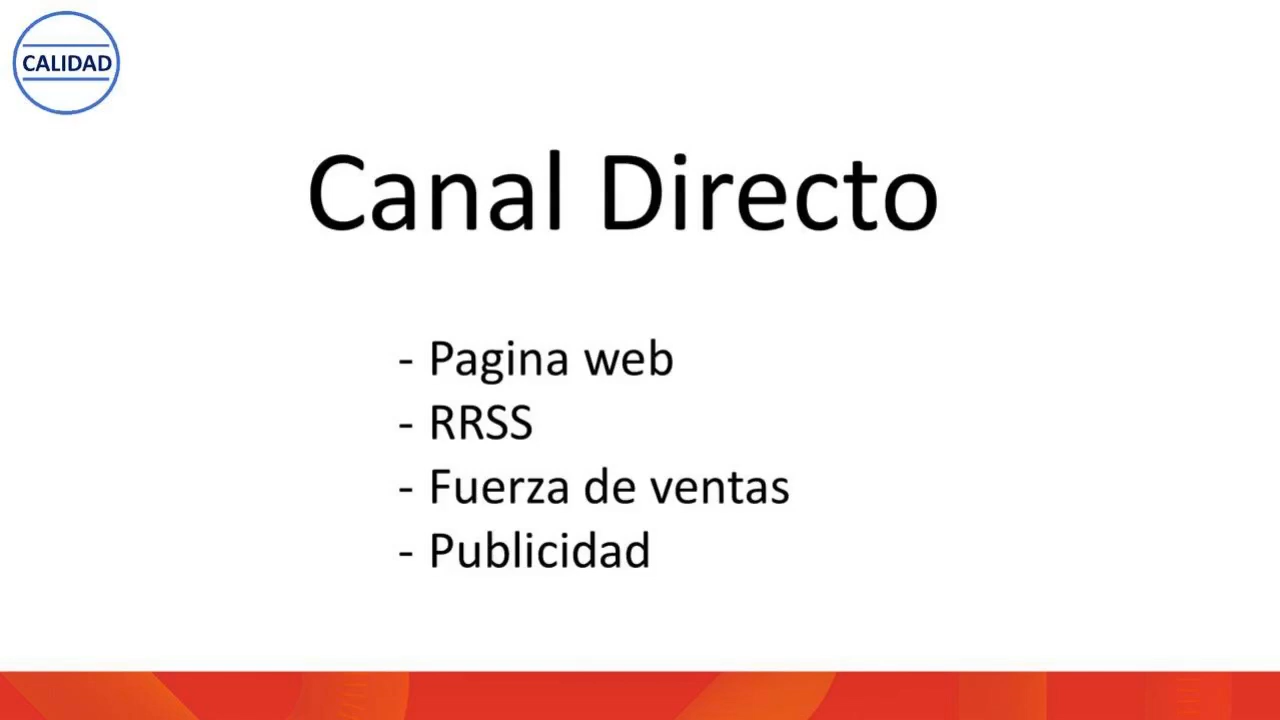 CALIDAD
Canal Directo
- Pagina web
- RRSS
- Fuerza de ventas
- Publicidad